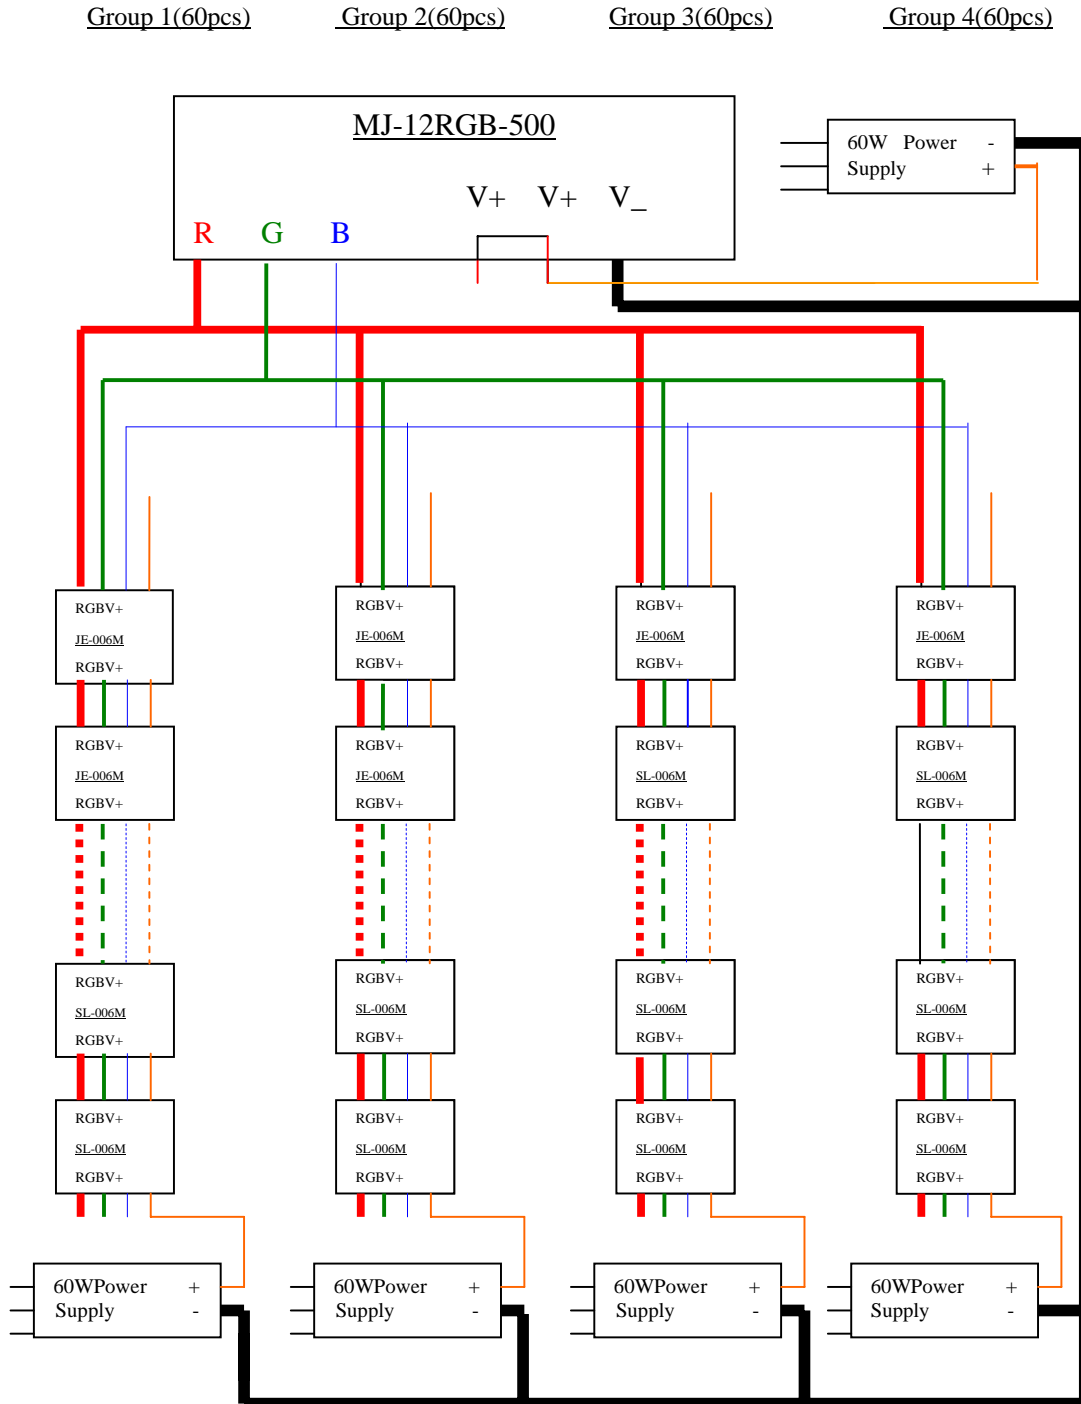 Group 1(60pcs) Group 2(60pcs) Group 3(60pcs) Group 4(60pcs)
MJ-12RGB-500
60W Power -
Supply +
V+ V+ V_
R G B
RGBV+ RGBV+ RGBV+ RGBV+
JE-006M JE-006M JE-006M JE-006M
RGBV+ RGBV+ RGBV+ RGBV+
RGBV+ RGBV+ RGBV+ RGBV+
JE-006M JE-006M SL-006M SL-006M
RGBV+ RGBV+ RGBV+ RGBV+
RGBV+ RGBV+ RGBV+ RGBV+
SL-006M SL-006M SL-006M SL-006M
RGBV+ RGBV+ RGBV+ RGBV+
RGBV+ RGBV+ RGBV+ RGBV+
SL-006M SL-006M SL-006M SL-006M
RGBV+ RGBV+ RGBV+ RGBV+
60WPower + 60WPower + 60WPower + 60WPower +
Supply - Supply - Supply - Supply -